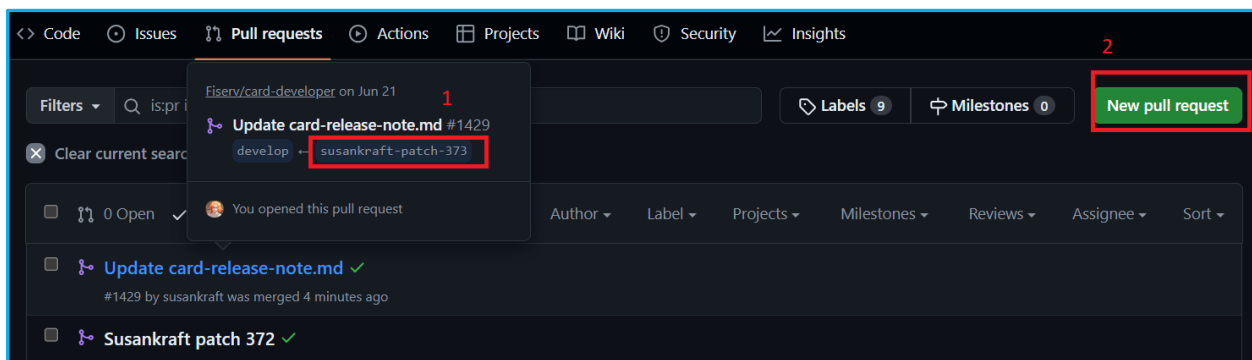 <> Code Issues Pull requests Actions Projects Wiki Security Insights
2
Fiserv/card-developer on Jun 21
1
Filters is:pr i Labels 9 Milestones 0 New pull request
Update card-release-note.md #1429
develop ← susankraft-patch-373
Clear current searc
You opened this pull request
0 Open ✓ Author Label Projects Milestones Reviews Assignee Sort
Update card-release-note.md ✓
#1429 by susankraft was merged 4 minutes ago
Susankraft patch 372 ✓